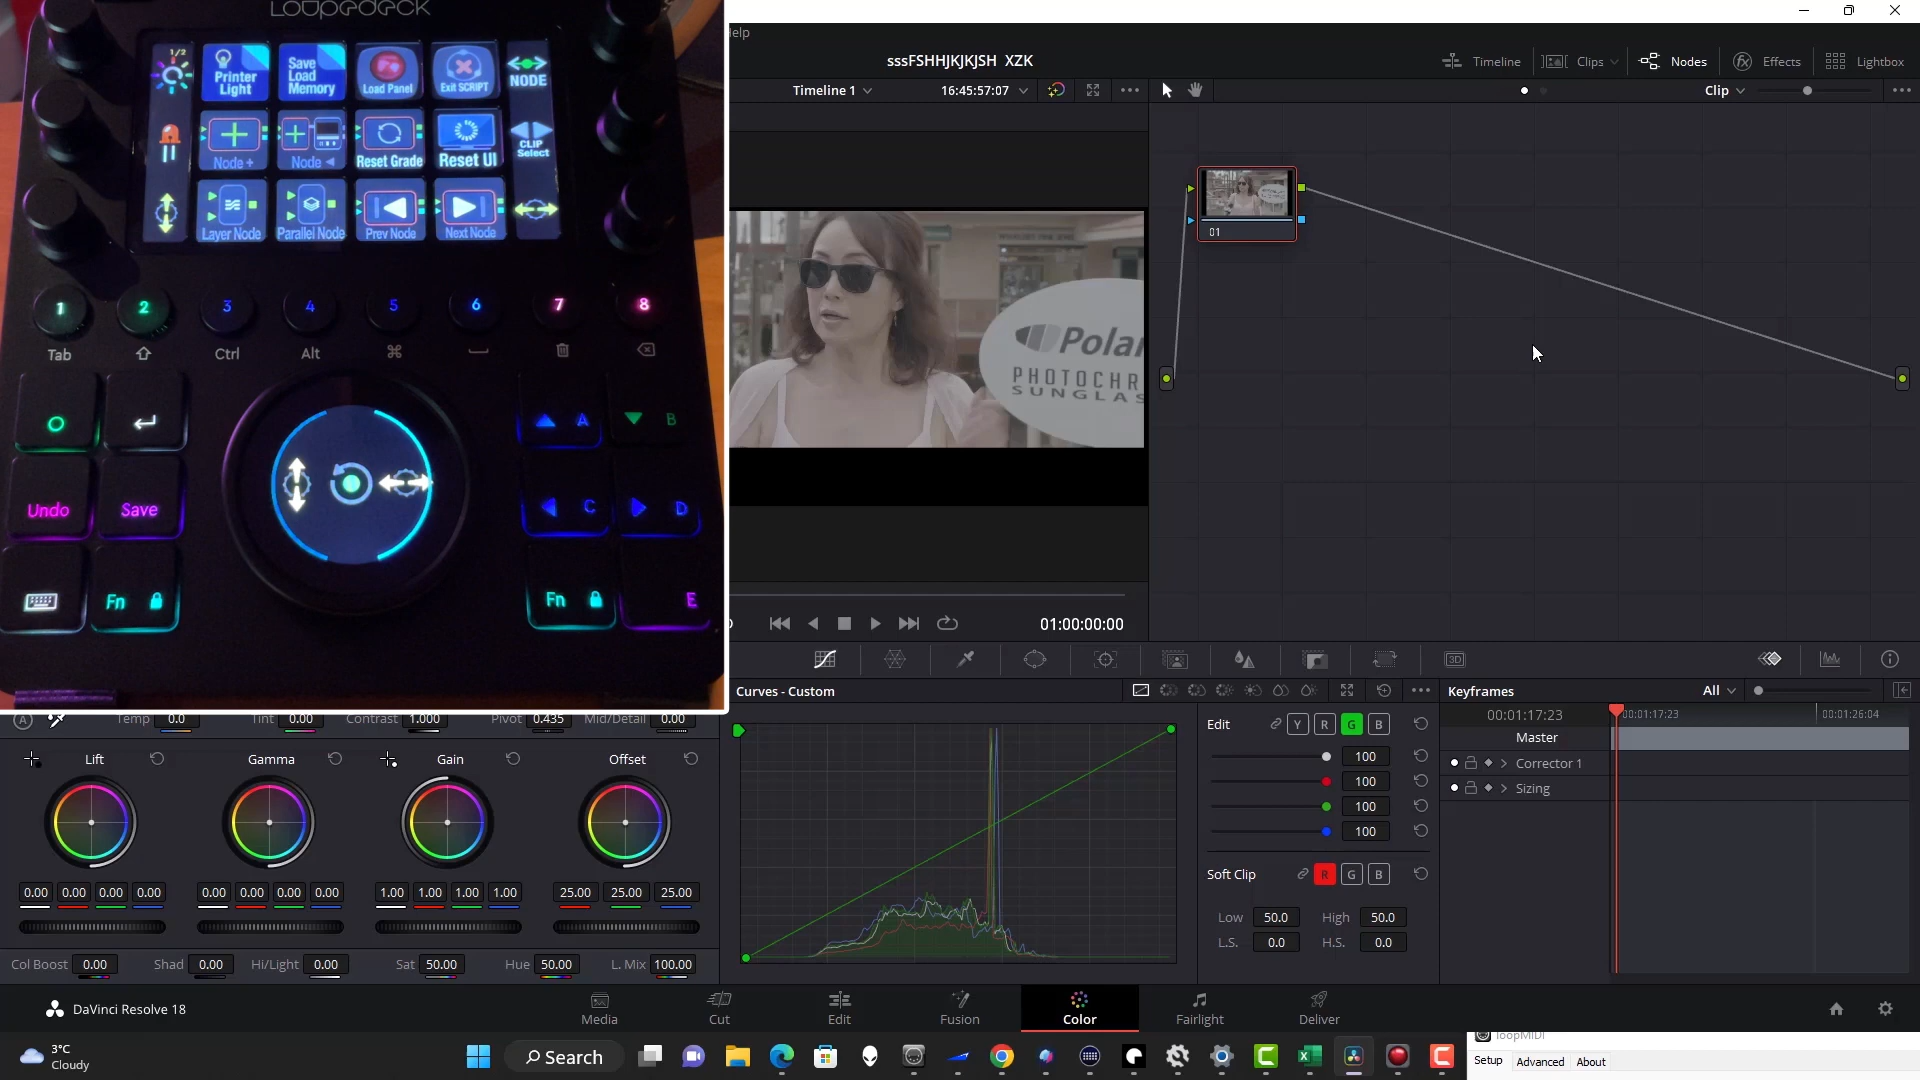 Loupedeck
1/2
Printer
Light
Save
Load
Memory
Load Panel
Exit SCRIPT
NODE
Node +
Node
Reset Grade
Reset UI
CLIP
Select
Layer Node
Parallel Node
Prev Node
Next Node
1 2 3 4 5 6 7 8
Tab
Ctrl
Alt
A
B
Undo
Save
C
D
Fn
Fn
E
elp
sssFSHHJKJKJSH XZK
Timeline
Clips
Nodes
Effects
Lightbox
Timeline 1
16:45:57:07
Clip
01
Polar
PHOTOCHR
SUNGLAS
01:00:00:00
Curves - Custom
Keyframes
All
A
Temp 0.0
Tint 0.00
Contrast 1.000
Pivot 0.435
Mid/Detail 0.00
Lift
Gamma
Gain
Offset
0.00 0.00 0.00 0.00
0.00 0.00 0.00 0.00
1.00 1.00 1.00 1.00
25.00 25.00 25.00
Col Boost 0.00
Shad 0.00
Hi/Light 0.00
Sat 50.00
Hue 50.00
L. Mix 100.00
Edit
Y R G B
100
100
100
100
Soft Clip
R G B
Low 50.0 High 50.0
L.S. 0.0 H.S. 0.0
00:01:17:23
00:01:17:23
00:01:26:04
Master
Corrector 1
Sizing
3D
DaVinci Resolve 18
Media
Cut
Edit
Fusion
Color
Fairlight
Deliver
3°C
Cloudy
Search
loopMIDI
Setup Advanced About